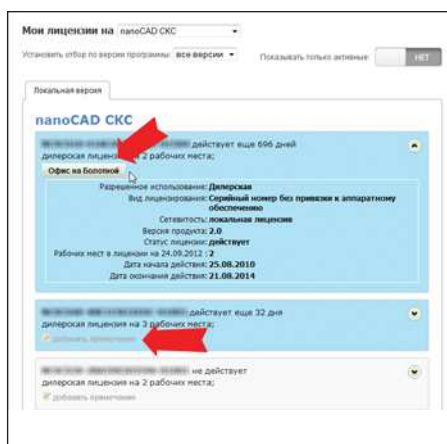 Мои лицензии на nanoCAD СКС
Установить отбор по версии программы: все версии
Показывать только активные: НЕТ
Локальная версия
nanoCAD СКС
действует еще 696 дней
дилерская лицензия на 2 рабочих места;
Офис на Болотной
Разрешенное использование: Дилерская
Вид лицензирования: Серийный номер без привязки к аппаратному
обеспечению
Сетевитость: локальная лицензия
Версия продукта: 2.0
Статус лицензии: действует
Рабочих мест в лицензии на 24.09.2012 : 2
Дата начала действия: 25.08.2010
Дата окончания действия: 21.08.2014
действует еще 32 дня
дилерская лицензия на 3 рабочих места;
добавить примечание
не действует
дилерская лицензия на 2 рабочих места;
добавить примечание